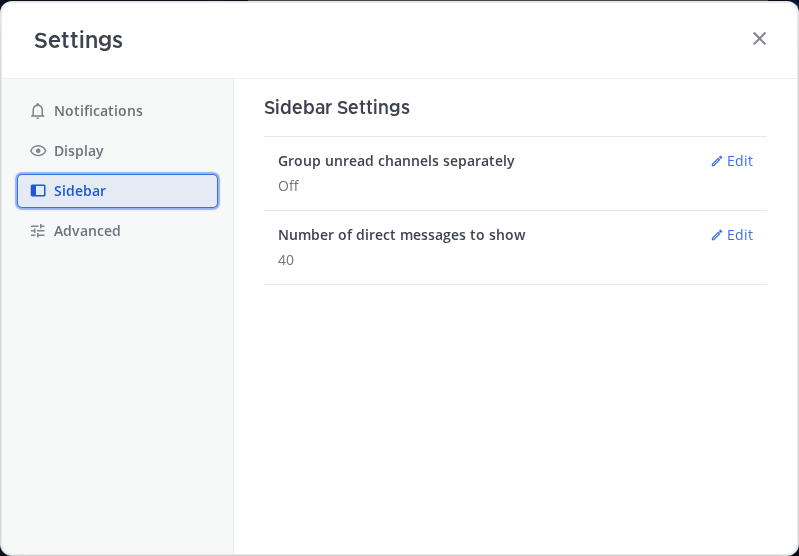 Settings
Notifications
Display
Sidebar
Advanced
Sidebar Settings
Group unread channels separately
Edit
Off
Number of direct messages to show
Edit
40